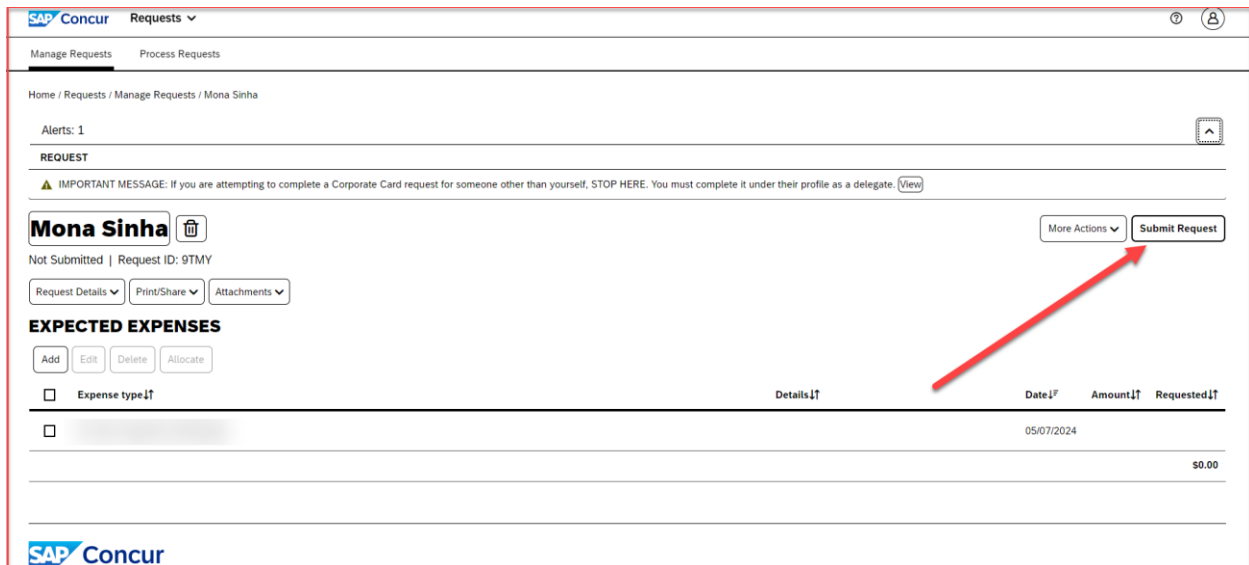 SAP Concur Requests
Manage Requests Process Requests
Home / Requests / Manage Requests / Mona Sinha
Alerts: 1
REQUEST
IMPORTANT MESSAGE: If you are attempting to complete a Corporate Card request for someone other than yourself, STOP HERE. You must complete it under their profile as a delegate. View
Mona Sinha More Actions Submit Request
Not Submitted | Request ID: 9TMY
Request Details Print/Share Attachments
EXPECTED EXPENSES
Add Edit Delete Allocate
Expense type Details Date Amount Requested
05/07/2024
$0.00
SAP Concur